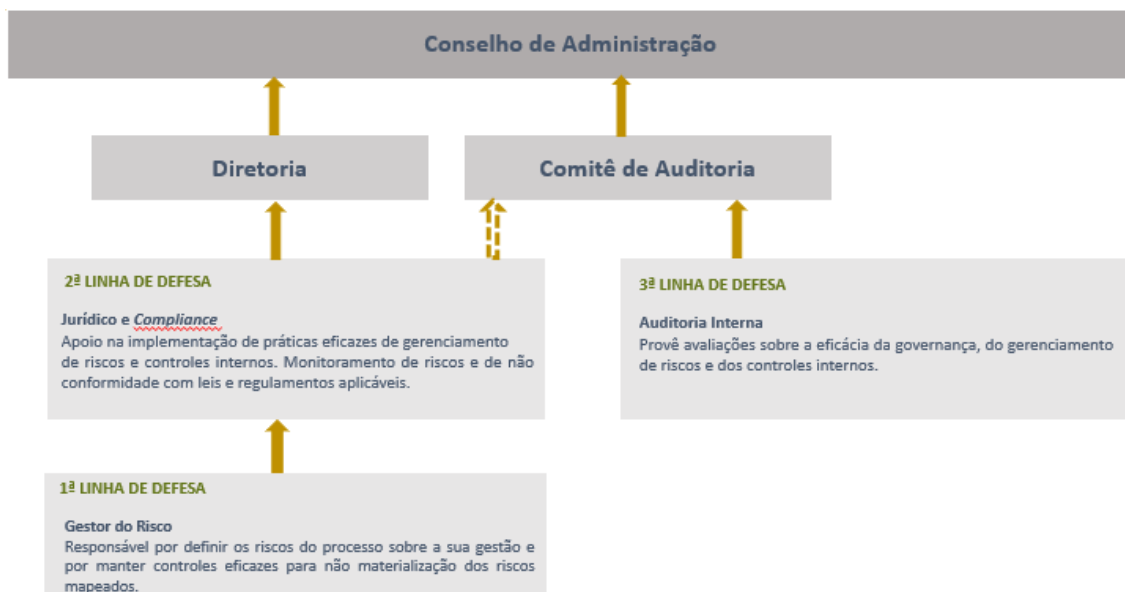 Conselho de Administração
Diretoria
Comitê de Auditoria
2ª LINHA DE DEFESA
Jurídico e Compliance
Apoio na implementação de práticas eficazes de gerenciamento
de riscos e controles internos. Monitoramento de riscos e de não
conformidade com leis e regulamentos aplicáveis.
3ª LINHA DE DEFESA
Auditoria Interna
Provê avaliações sobre a eficácia da governança, do gerenciamento
de riscos e dos controles internos.
1ª LINHA DE DEFESA
Gestor do Risco
Responsável por definir os riscos do processo sobre a sua gestão e
por manter controles eficazes para não materialização dos riscos
mapeados.